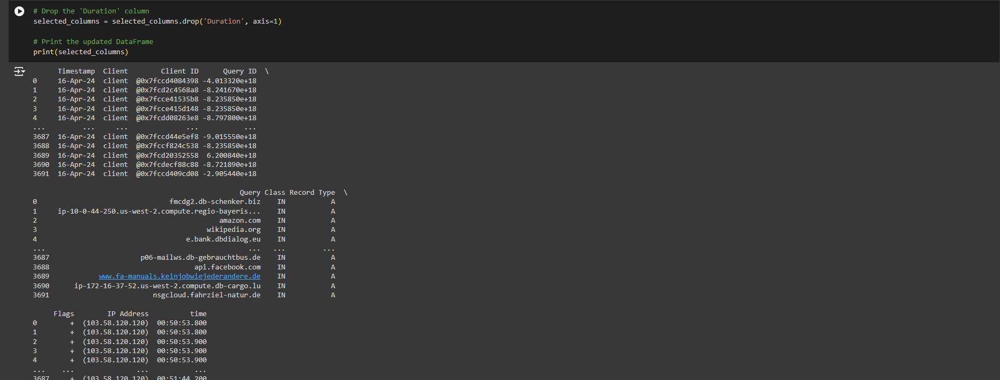 # Drop the 'Duration' column
selected_columns = selected_columns.drop('Duration', axis=1)
# Print the updated DataFrame
print(selected_columns)
Timestamp Client Client ID Query ID \
0 16-Apr-24 client @0x7fccd4084398 -4.013320e+18
1 16-Apr-24 client @0x7fcd2c4568a8 -8.241670e+18
2 16-Apr-24 client @0x7fcce41535b8 -8.235850e+18
3 16-Apr-24 client @0x7fcce415d148 -8.235850e+18
4 16-Apr-24 client @0x7fcdd08263e8 -8.797800e+18
... ... ... ... ...
3687 16-Apr-24 client @0x7fccd44e5ef8 -9.015550e+18
3688 16-Apr-24 client @0x7fccf824c538 -8.235850e+18
3689 16-Apr-24 client @0x7fcd20352558 6.200840e+18
3690 16-Apr-24 client @0x7fcdecf88c88 -8.721890e+18
3691 16-Apr-24 client @0x7fccd409cd08 -2.905440e+18
Query Class Record Type \
0 fmcdg2.db-schenker.biz IN A
1 ip-10-0-44-250.us-west-2.compute.regio-bayeris... IN A
2 amazon.com IN A
3 wikipedia.org IN A
4 e.bank.dbdialog.eu IN A
... ... ... ...
3687 p06-mailws.db-gebrauchtbus.de IN A
3688 api.facebook.com IN A
3689 www.fa-manuals.keinjobwiejederandere.de IN A
3690 ip-172-16-37-52.us-west-2.compute.db-cargo.lu IN A
3691 nsgcloud.fahrziel-natur.de IN A
Flags IP Address time
0 + (103.58.120.120) 00:50:53.800
1 + (103.58.120.120) 00:50:53.800
2 + (103.58.120.120) 00:50:53.900
3 + (103.58.120.120) 00:50:53.900
4 + (103.58.120.120) 00:50:53.900
... ... ... ...
3687 + (103.58.120.120) 00:51:44.200